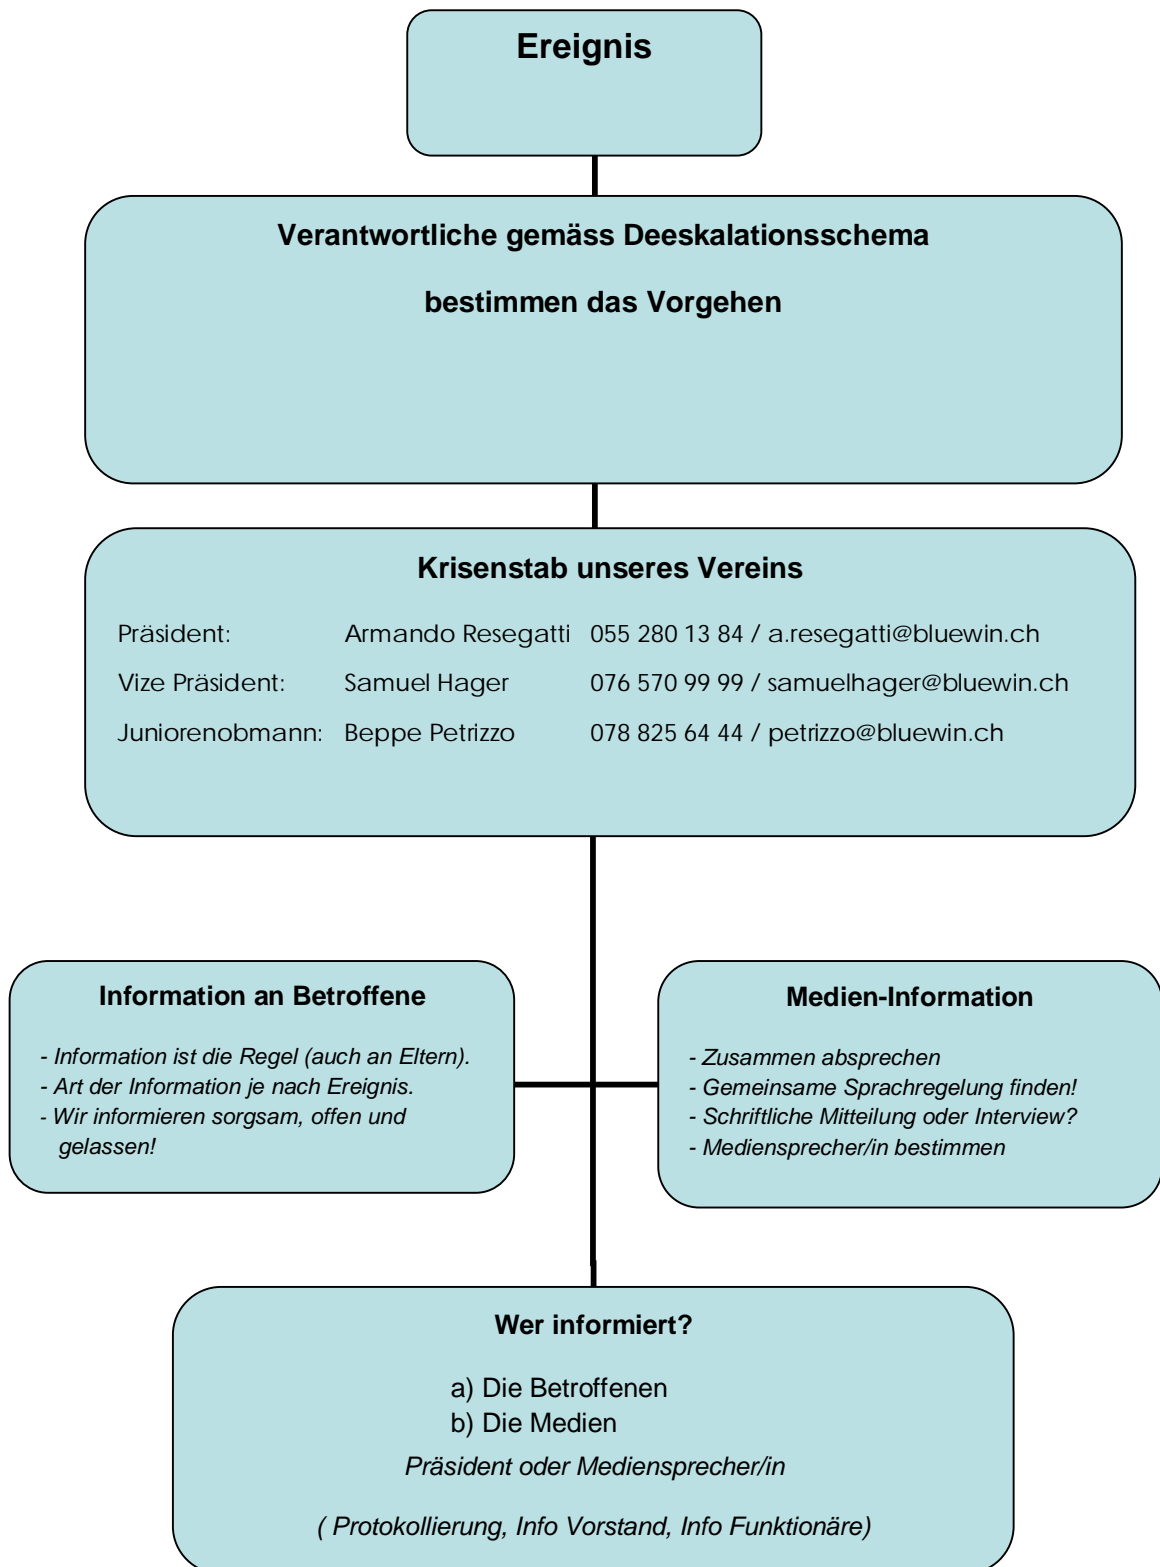 Ereignis
Verantwortliche gemäss Deeskalationsschema
bestimmen das Vorgehen
Krisenstab unseres Vereins
Präsident: Armando Resegatti 055 280 13 84 / a.resegatti@bluewin.ch
Vize Präsident: Samuel Hager 076 570 99 99 / samuelhager@bluewin.ch
Juniorenobmann: Beppe Petrizzo 078 825 64 44 / petrizzo@bluewin.ch
Information an Betroffene
- Information ist die Regel (auch an Eltern).
- Art der Information je nach Ereignis.
- Wir informieren sorgsam, offen und
gelassen!
Medien-Information
- Zusammen absprechen
- Gemeinsame Sprachregelung finden!
- Schriftliche Mitteilung oder Interview?
- Mediensprecher/in bestimmen
Wer informiert?
a) Die Betroffenen
b) Die Medien
Präsident oder Mediensprecher/in
( Protokollierung, Info Vorstand, Info Funktionäre)